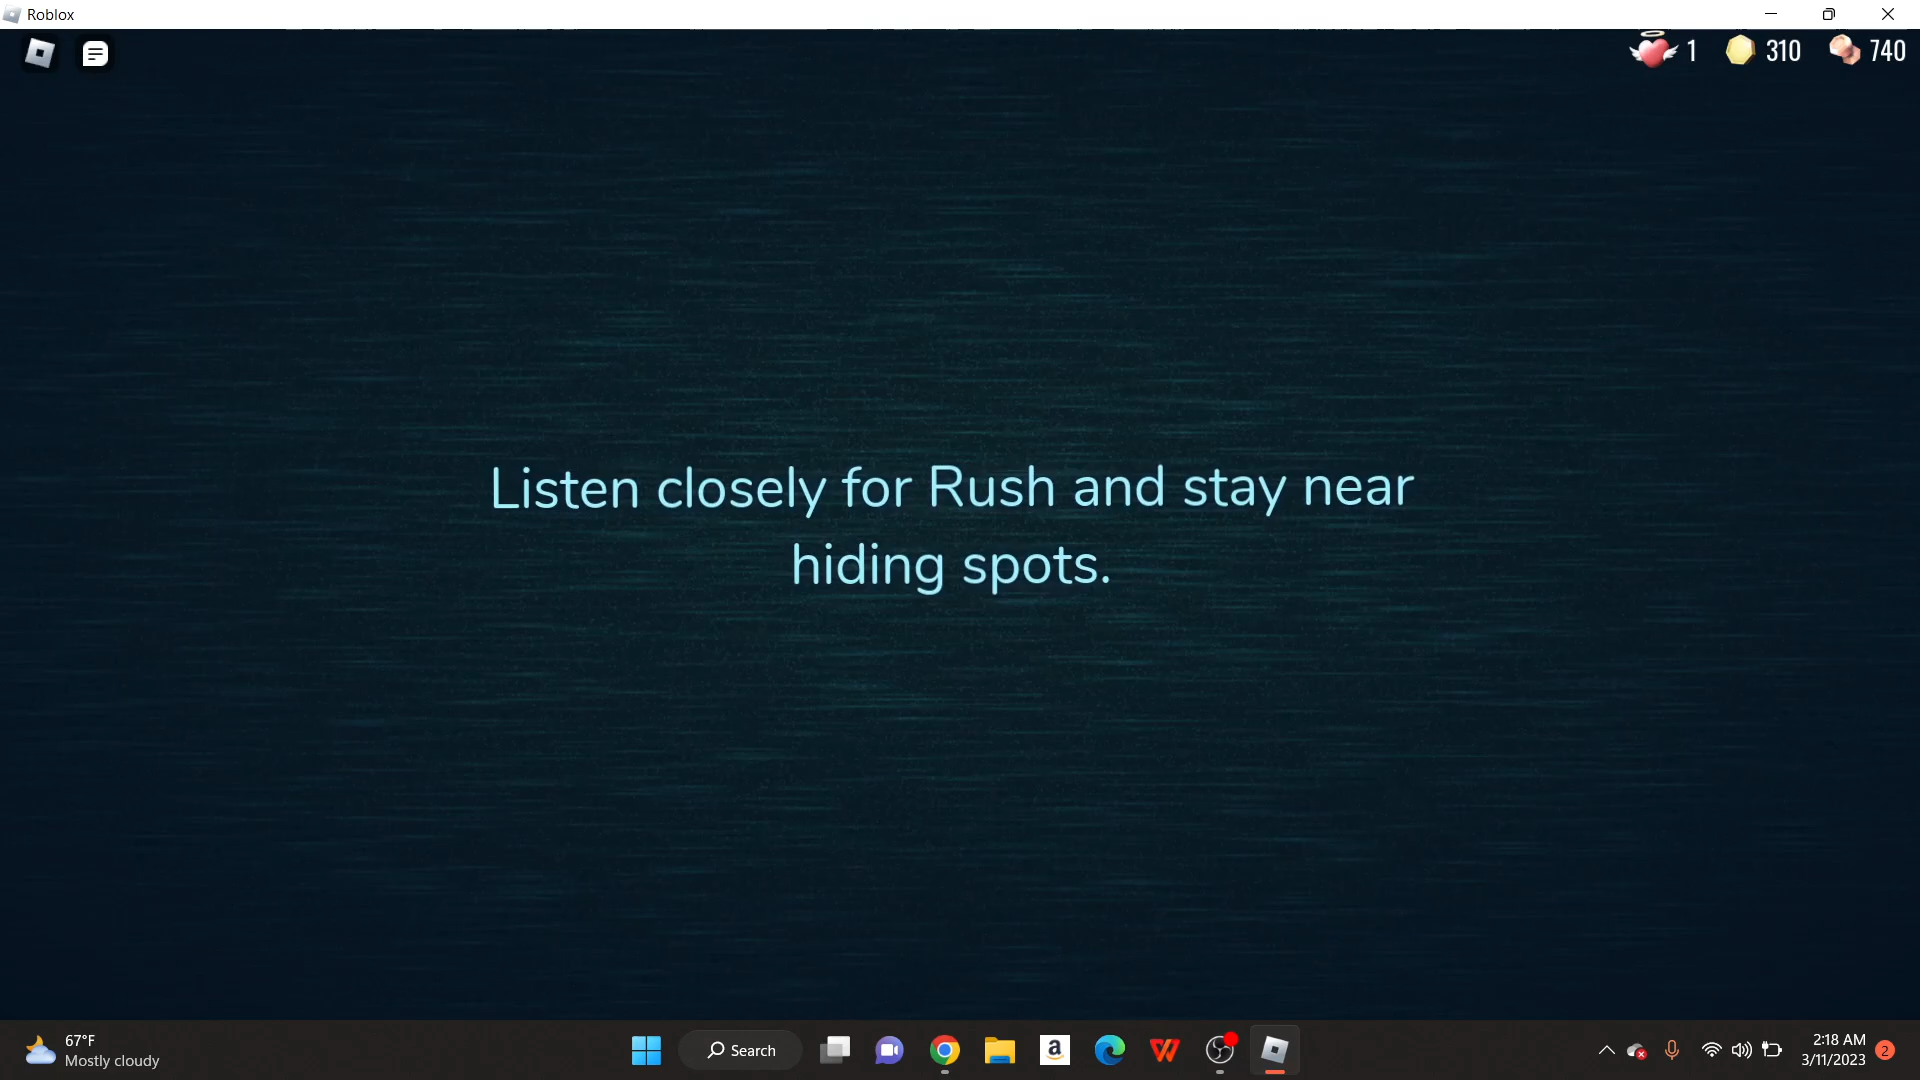 Roblox
1 310 740
Listen closely for Rush and stay near
hiding spots.
67°F
Mostly cloudy
Search
2:18 AM
3/11/2023
2